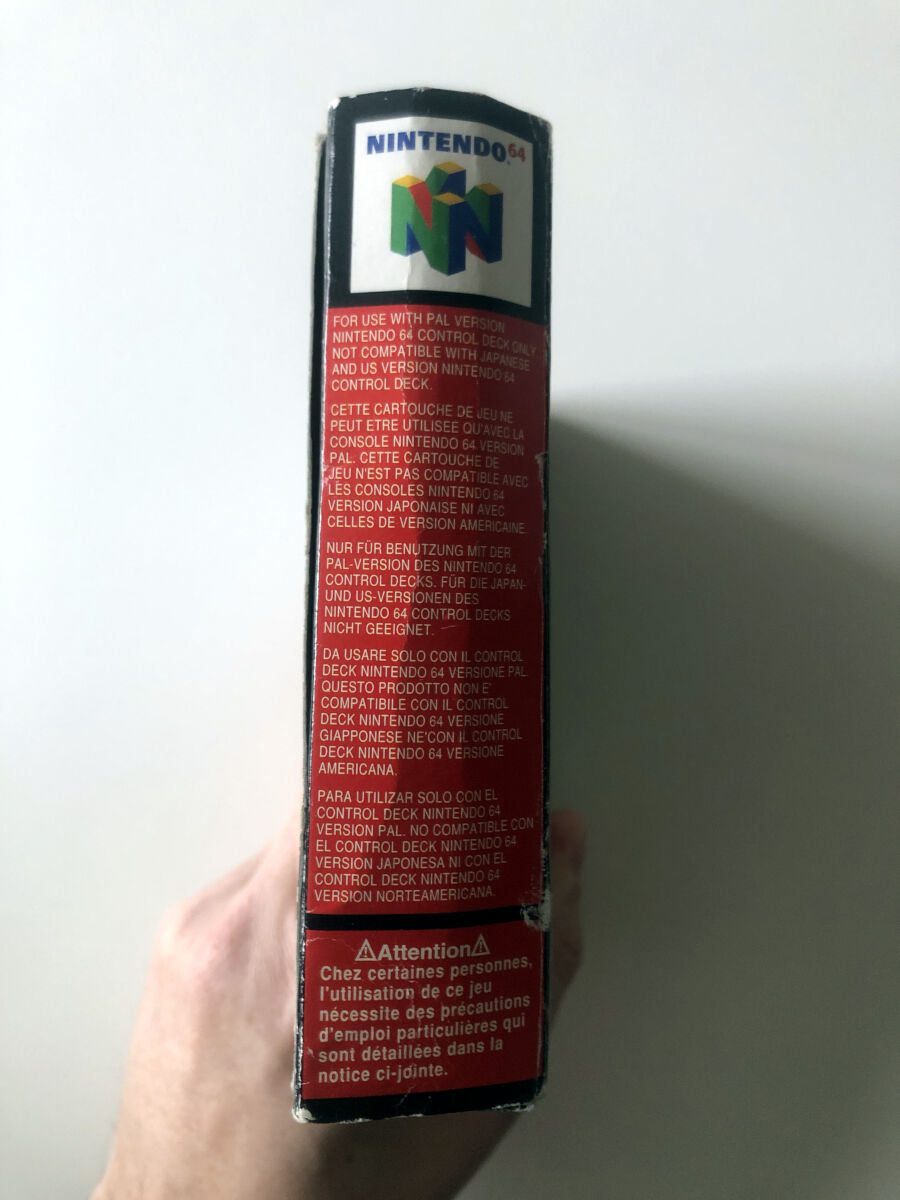 NINTENDO 64
FOR USE WITH PAL VERSION
NINTENDO 64 CONTROL DECK ONLY
NOT COMPATIBLE WITH JAPANESE
AND US VERSION NINTENDO 64
CONTROL DECK.
CETTE CARTOUCHE DE JEU NE
PEUT ETRE UTILISEE QU'AVEC LA
CONSOLE NINTENDO 64 VERSION
PAL. CETTE CARTOUCHE DE
JEU N'EST PAS COMPATIBLE AVEC
LES CONSOLES NINTENDO 64
VERSION JAPONAISE NI AVEC
CELLES DE VERSION AMERICAINE.
NUR FÜR BENUTZUNG MIT DER
PAL-VERSION DES NINTENDO 64
CONTROL DECKS. FÜR DIE JAPAN-
UND US-VERSIONEN DES
NINTENDO 64 CONTROL DECKS
NICHT GEEIGNET.
DA USARE SOLO CON IL CONTROL
DECK NINTENDO 64 VERSIONE PAL.
QUESTO PRODOTTO NON E'
COMPATIBILE CON IL CONTROL
DECK NINTENDO 64 VERSIONE
GIAPPONESE NE'CON IL CONTROL
DECK NINTENDO 64 VERSIONE
AMERICANA.
PARA UTILIZAR SOLO CON EL
CONTROL DECK NINTENDO 64
VERSION PAL. NO COMPATIBLE CON
EL CONTROL DECK NINTENDO 64
VERSION JAPONESA NI CON EL
CONTROL DECK NINTENDO 64
VERSION NORTEAMERICANA.
⚠Attention⚠
Chez certaines personnes,
l'utilisation de ce jeu
nécessite des précautions
d'emploi particulières qui
sont détaillées dans la
notice ci-jointe.